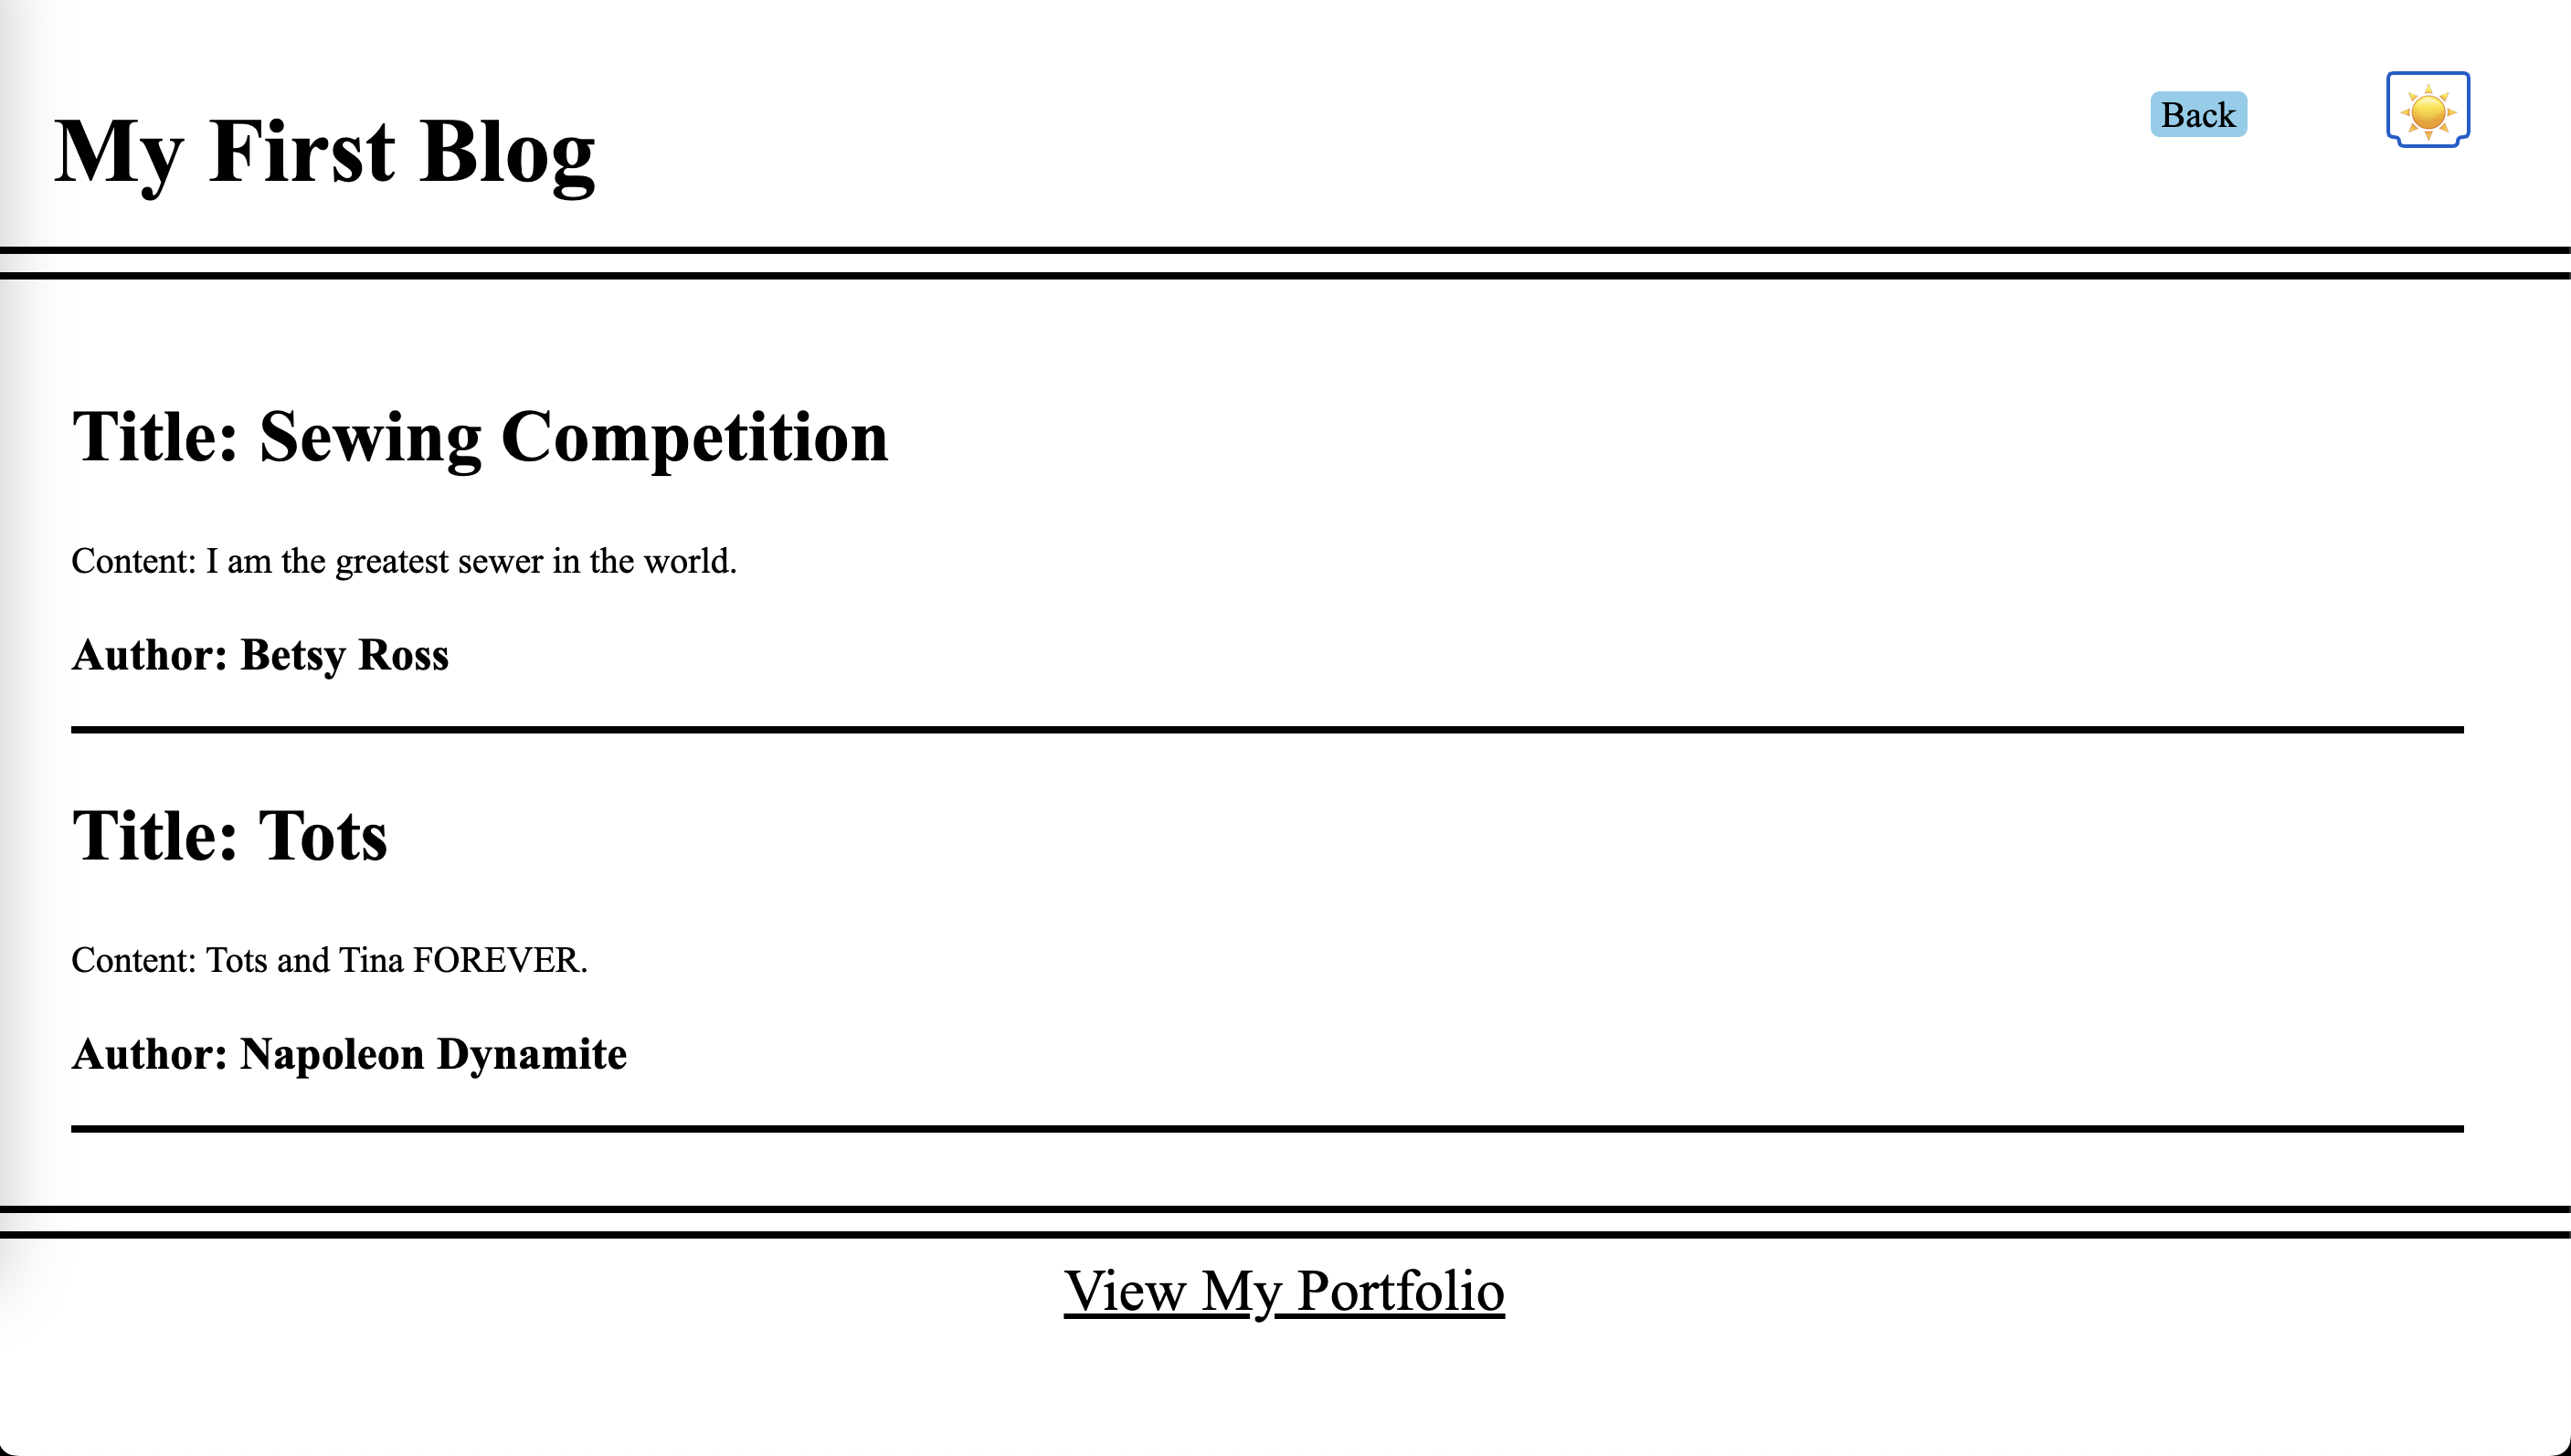 My First Blog
Back
Title: Sewing Competition
Content: I am the greatest sewer in the world.
Author: Betsy Ross
Title: Tots
Content: Tots and Tina FOREVER.
Author: Napoleon Dynamite
View My Portfolio